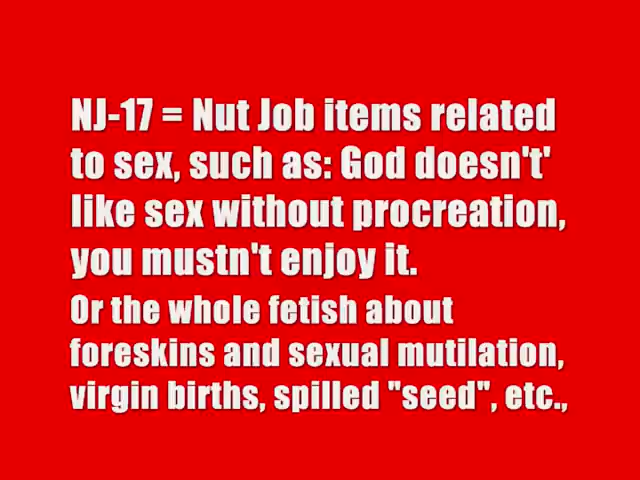 NJ-17 = Nut Job items related
to sex, such as: God doesn't'
like sex without procreation,
you mustn't enjoy it.
Or the whole fetish about
foreskins and sexual mutilation,
virgin births, spilled "seed", etc.,